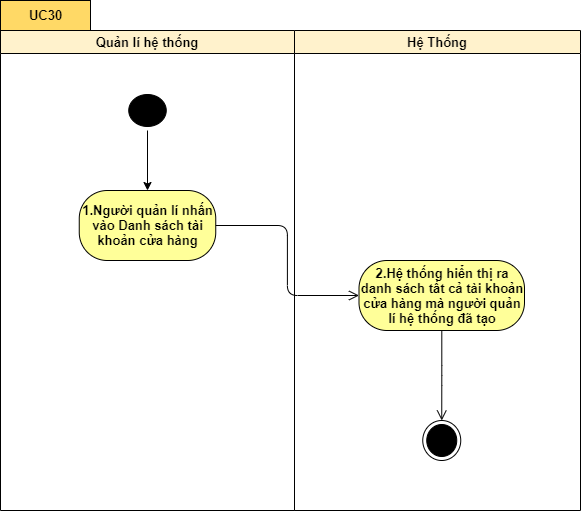 UC30
Quản lí hệ thống
Hệ Thống
1.Người quản lí nhấn
vào Danh sách tài
khoản cửa hàng
2.Hệ thống hiển thị ra
danh sách tất cả tài khoản
cửa hàng mà người quản
lí hệ thống đã tạo